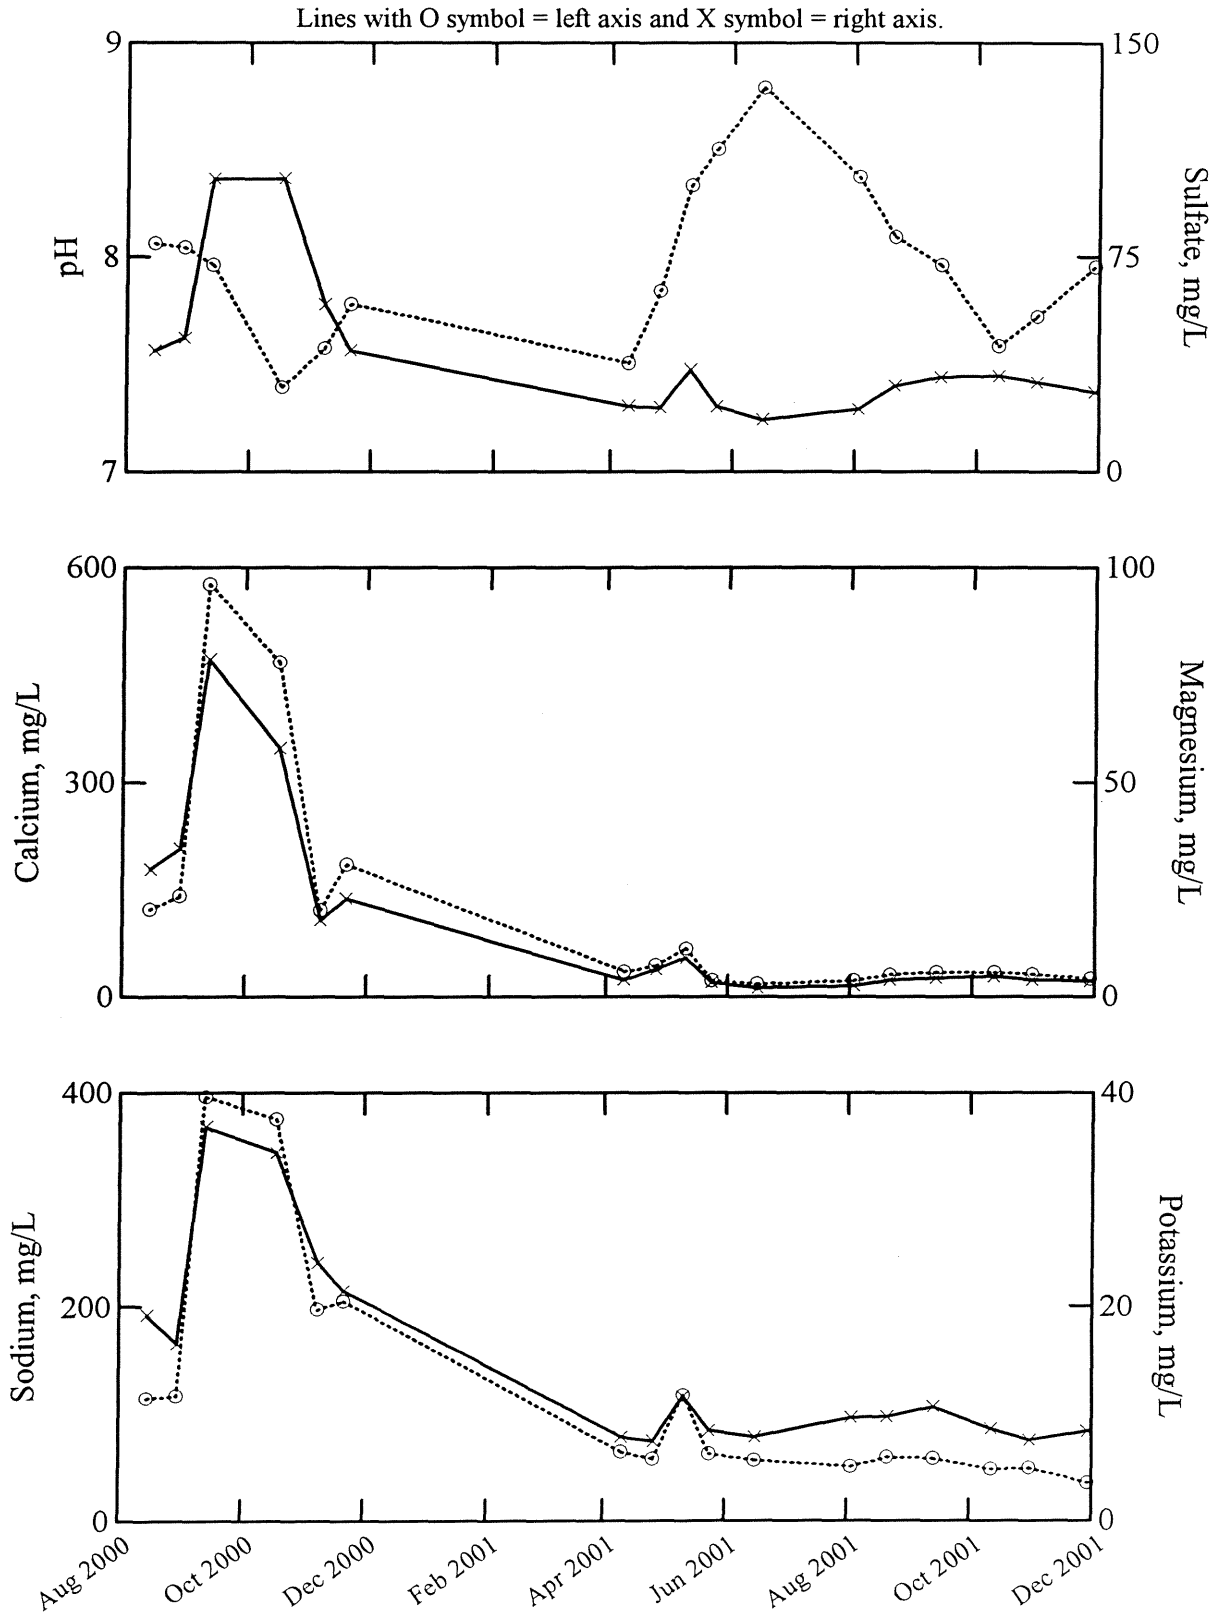 Lines with O symbol = left axis and X symbol = right axis.
9
8
7
pH
150
75
0
Sulfate, mg/L
600
300
0
Calcium, mg/L
100
50
0
Magnesium, mg/L
400
200
0
Sodium, mg/L
40
20
0
Potassium, mg/L
Aug 2000
Oct 2000
Dec 2000
Feb 2001
Apr 2001
Jun 2001
Aug 2001
Oct 2001
Dec 2001